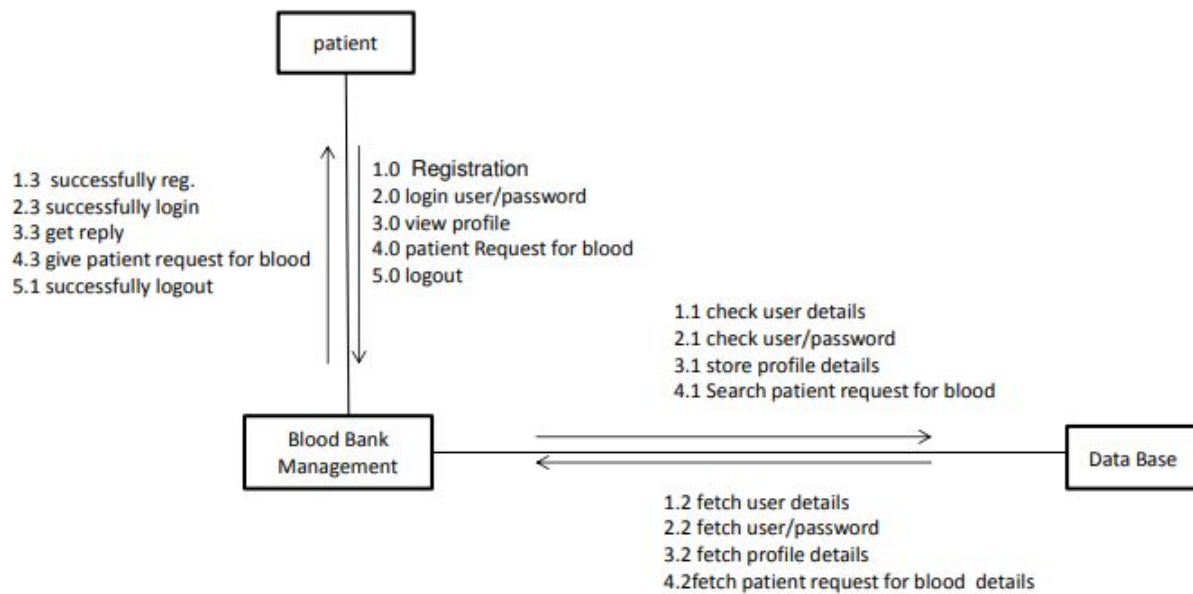 patient
1.3 successfully reg.
2.3 successfully login
3.3 get reply
4.3 give patient request for blood
5.1 successfully logout
1.0 Registration
2.0 login user/password
3.0 view profile
4.0 patient Request for blood
5.0 logout
1.1 check user details
2.1 check user/password
3.1 store profile details
4.1 Search patient request for blood
Blood Bank
Management
Data Base
1.2 fetch user details
2.2 fetch user/password
3.2 fetch profile details
4.2fetch patient request for blood details